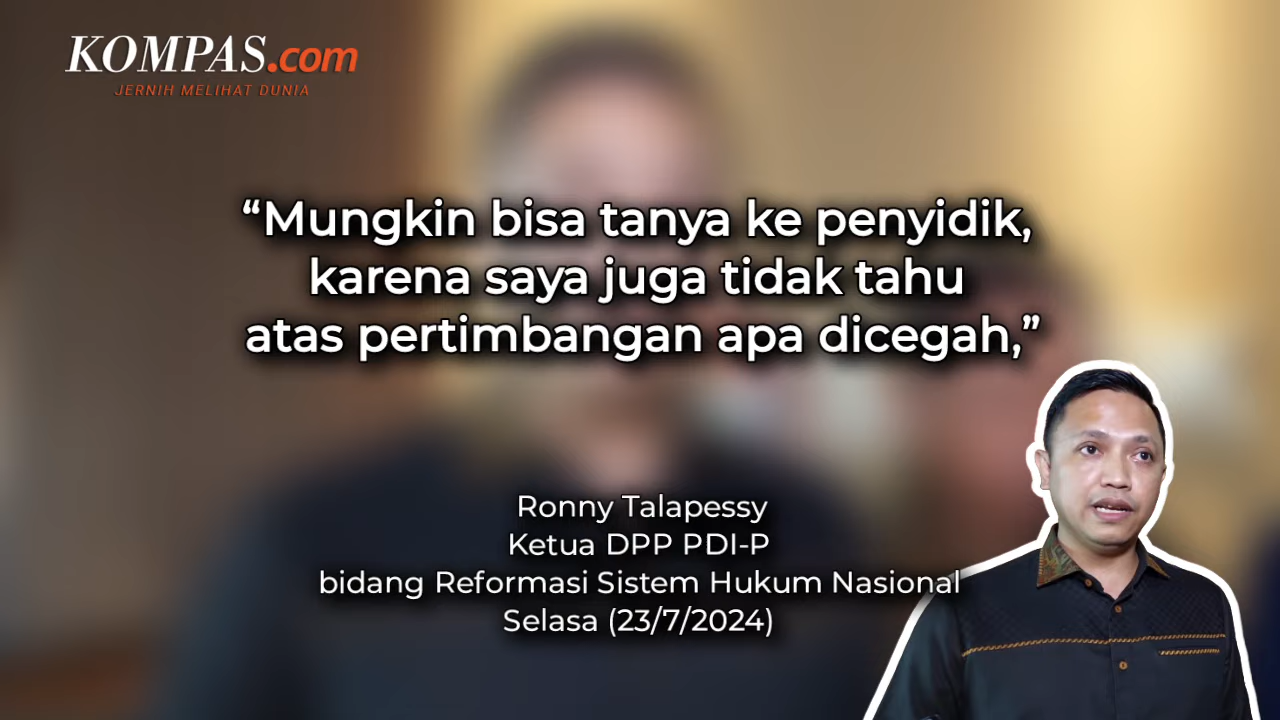 KOMPAS.com
JERNIH MELIHAT DUNIA
“Mungkin bisa tanya ke penyidik,
karena saya juga tidak tahu
atas pertimbangan apa dicegah,”
Ronny Talapessy
Ketua DPP PDI-P
bidang Reformasi Sistem Hukum Nasional
Selasa (23/7/2024)